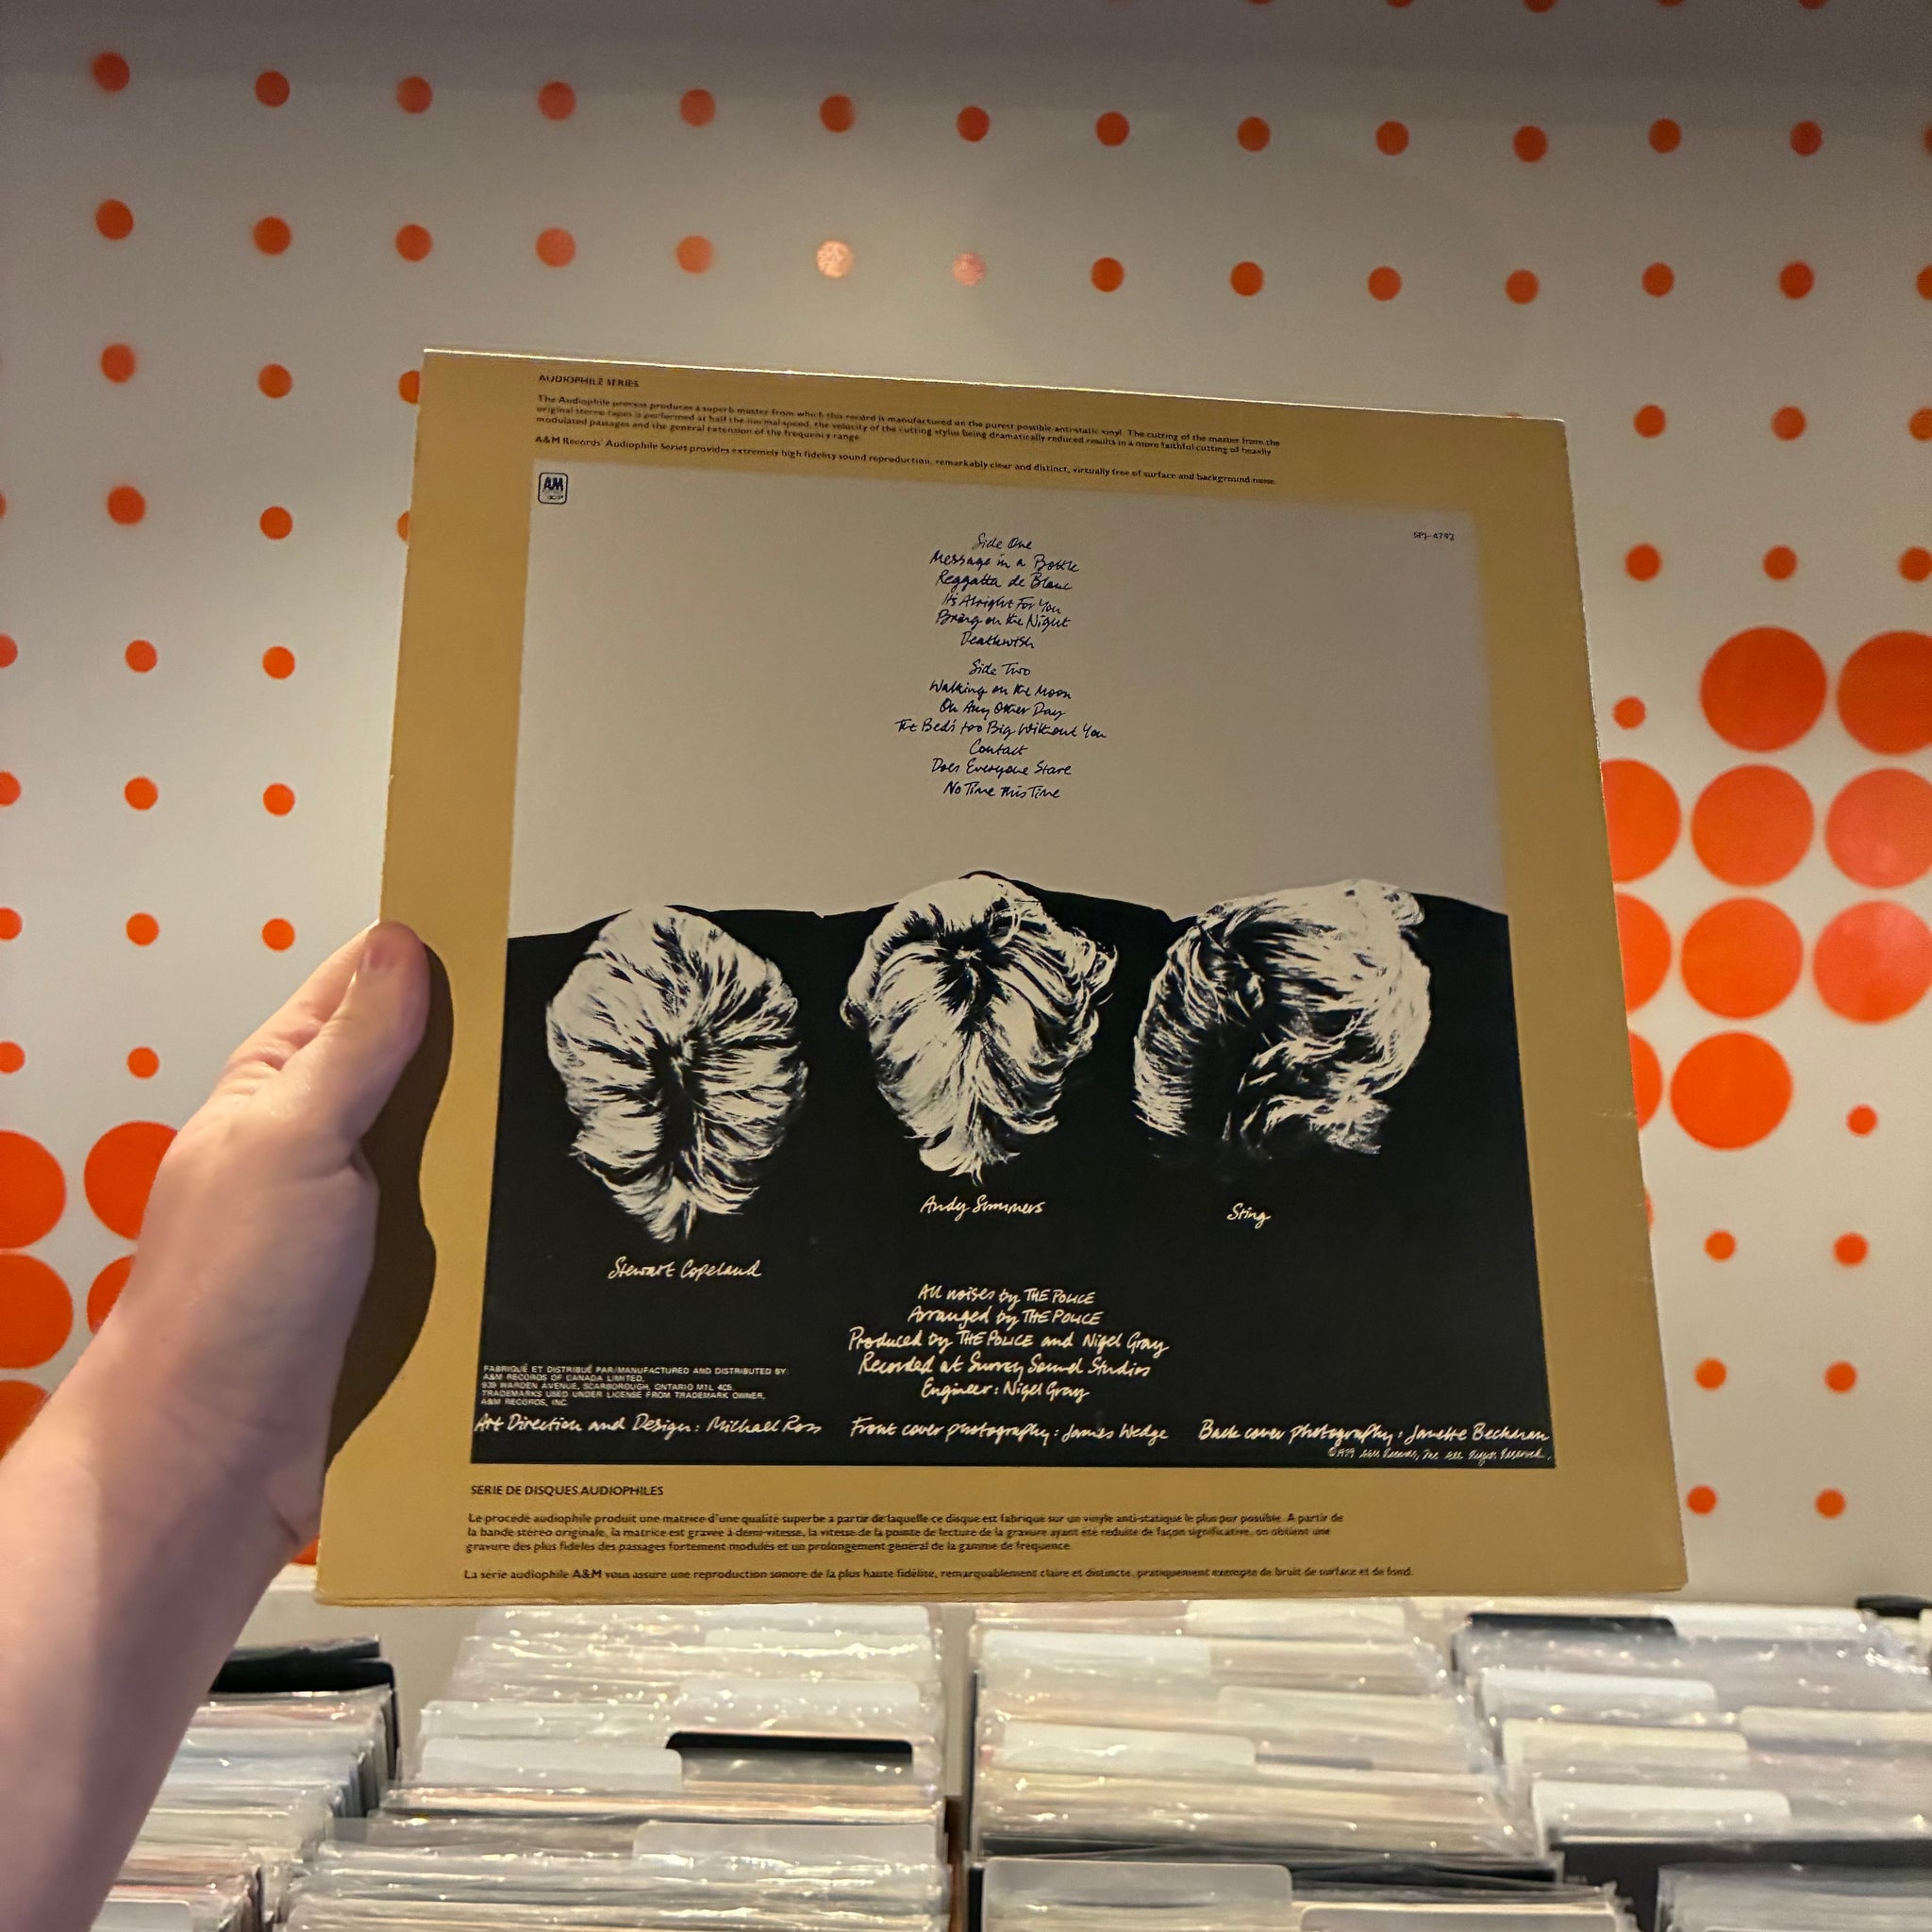 AUDIOPHILE SERIES
The Audiophile process produces a superb master from which this record is manufactured on the purest possible anti-static vinyl. The cutting of the master from the
original stereo tapes is performed at half the normal speed, the velocity of the cutting stylus being dramatically reduced results in a more faithful cutting of heavily
modulated passages and the general extension of the frequency range.
A&M Records' Audiophile Series provides extremely high fidelity sound reproduction, remarkably clear and distinct, virtually free of surface and background noise.
AM
Side One
Message in a Bottle
Reggatta de Blanc
It's Alright For You
Bring on the Night
Deathwish
Side Two
Walking on the Moon
On Any Other Day
The Bed's too Big Without You
Contact
Does Everyone Stare
No Time This Time
Andy Summers
Sting
Stewart Copeland
All noises by THE POLICE
Arranged by THE POLICE
Produced by THE POLICE and Nigel Gray
Recorded at Surrey Sound Studios
Engineer: Nigel Gray
FABRIQUÉ ET DISTRIBUÉ PAR/MANUFACTURED AND DISTRIBUTED BY:
A&M RECORDS OF CANADA LIMITED,
939 WARDEN AVENUE, SCARBOROUGH, ONTARIO M1L 4C5.
TRADEMARKS USED UNDER LICENSE FROM TRADEMARK OWNER,
A&M RECORDS, INC.
Art Direction and Design: Michael Ross Front cover photography: James Wedge Back cover photography: Janette Beckman
©1979 A&M Records, Inc. All Rights Reserved.
SERIE DE DISQUES AUDIOPHILES
Le procédé audiophile produit une matrice d'une qualité superbe a partir de laquelle ce disque est fabriqué sur un vinyle anti-statique le plus pur possible. A partir de
la bande stéréo originale, la matrice est gravée à demi-vitesse, la vitesse de la pointe de lecture de la gravure ayant été reduite de façon significative, on obtient une
gravure des plus fidèles des passages fortement modulés et un prolongement général de la gamme de fréquence.
La série audiophile A&M vous assure une reproduction sonore de la plus haute fidélité, remarquablement claire et distincte, pratiquement exempte de bruit de surface et de fond.